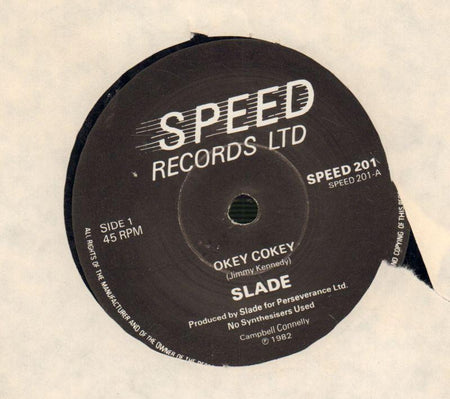 SPEED
RECORDS LTD
SPEED 201
SPEED 201-A
SIDE 1
45 RPM
OKEY COKEY
(Jimmy Kennedy)
SLADE
Produced by Slade for Perseverance Ltd.
No Synthesisers Used
Campbell Connelly
℗ 1982
ALL RIGHTS OF THE MANUFACTURER AND OF THE OWNER OF THE
COPYING OF THIS